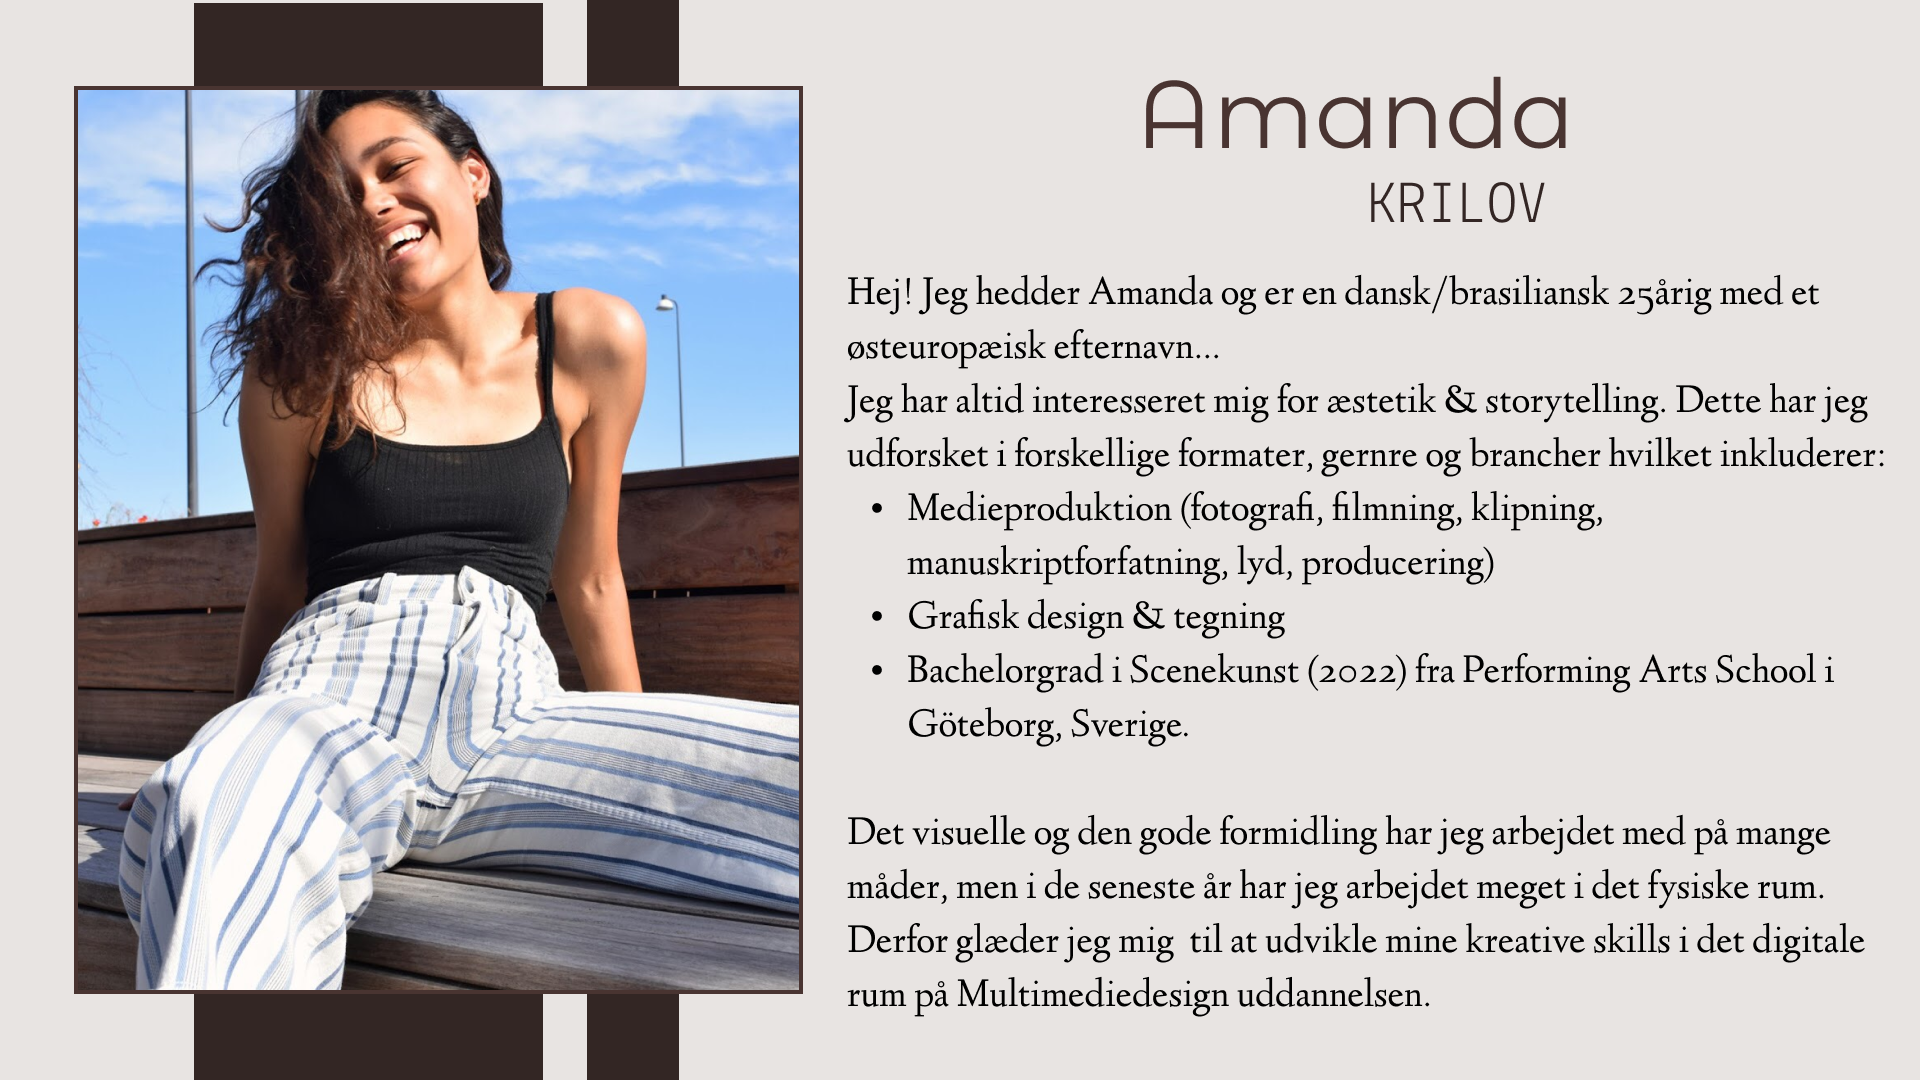 Amanda
KRILOV
Hej! Jeg hedder Amanda og er en dansk/brasiliansk 25årig med et
østeuropæisk efternavn...
Jeg har altid interesseret mig for æstetik & storytelling. Dette har jeg
udforsket i forskellige formater, gernre og brancher hvilket inkluderer:
• Medieproduktion (fotografi, filmning, klipning,
manuskriptforfatning, lyd, producering)
• Grafisk design & tegning
• Bachelorgrad i Scenekunst (2022) fra Performing Arts School i
Göteborg, Sverige.
Det visuelle og den gode formidling har jeg arbejdet med på mange
måder, men i de seneste år har jeg arbejdet meget i det fysiske rum.
Derfor glæder jeg mig  til at udvikle mine kreative skills i det digitale
rum på Multimediedesign uddannelsen.